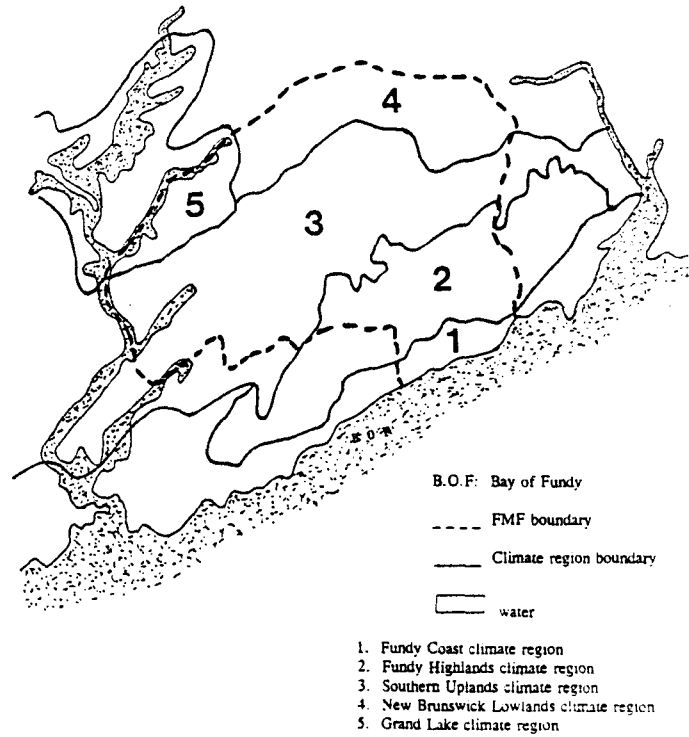 4
5
3
2
1
B.O.F.
B.O.F: Bay of Fundy
FMF boundary
Climate region boundary
water
1. Fundy Coast climate region
2. Fundy Highlands climate region
3. Southern Uplands climate region
4. New Brunswick Lowlands climate region
5. Grand Lake climate region